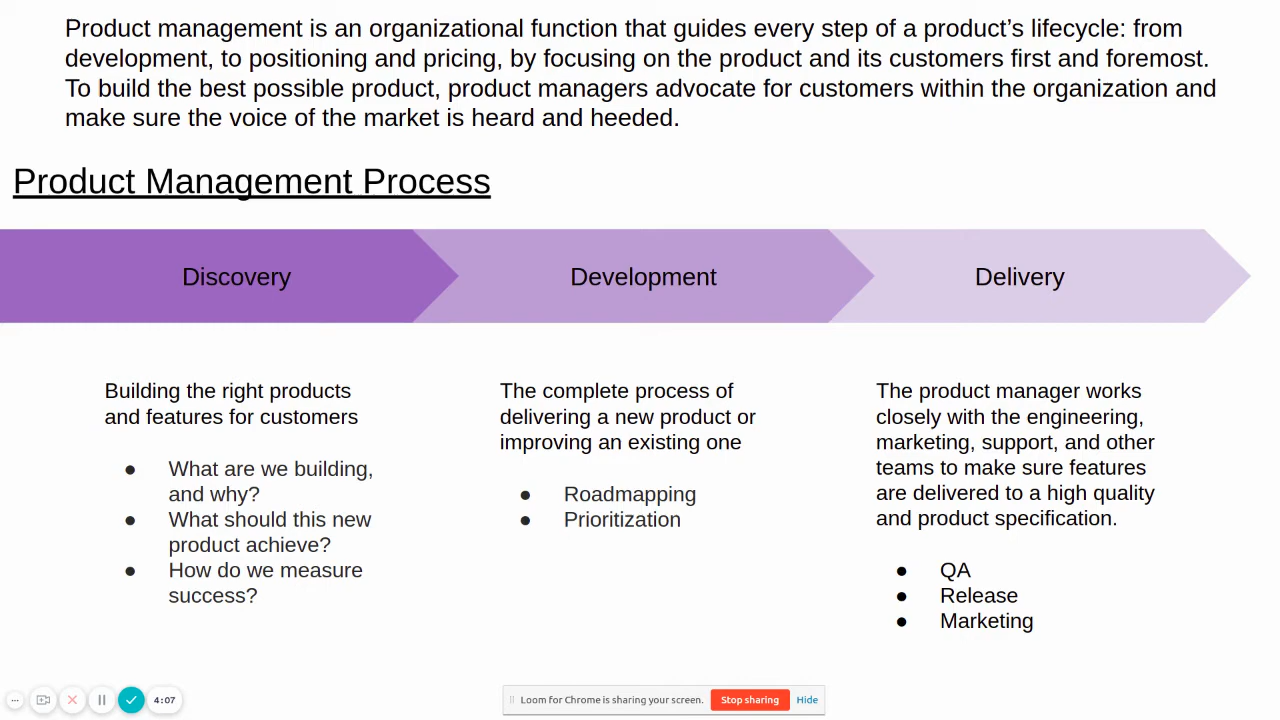 Product management is an organizational function that guides every step of a product’s lifecycle: from
development, to positioning and pricing, by focusing on the product and its customers first and foremost.
To build the best possible product, product managers advocate for customers within the organization and
make sure the voice of the market is heard and heeded.
Product Management Process
Discovery
Development
Delivery
Building the right products
and features for customers
● What are we building,
and why?
● What should this new
product achieve?
● How do we measure
success?
The complete process of
delivering a new product or
improving an existing one
● Roadmapping
● Prioritization
The product manager works
closely with the engineering,
marketing, support, and other
teams to make sure features
are delivered to a high quality
and product specification.
● QA
● Release
● Marketing
4:07
Loom for Chrome is sharing your screen.
Stop sharing
Hide